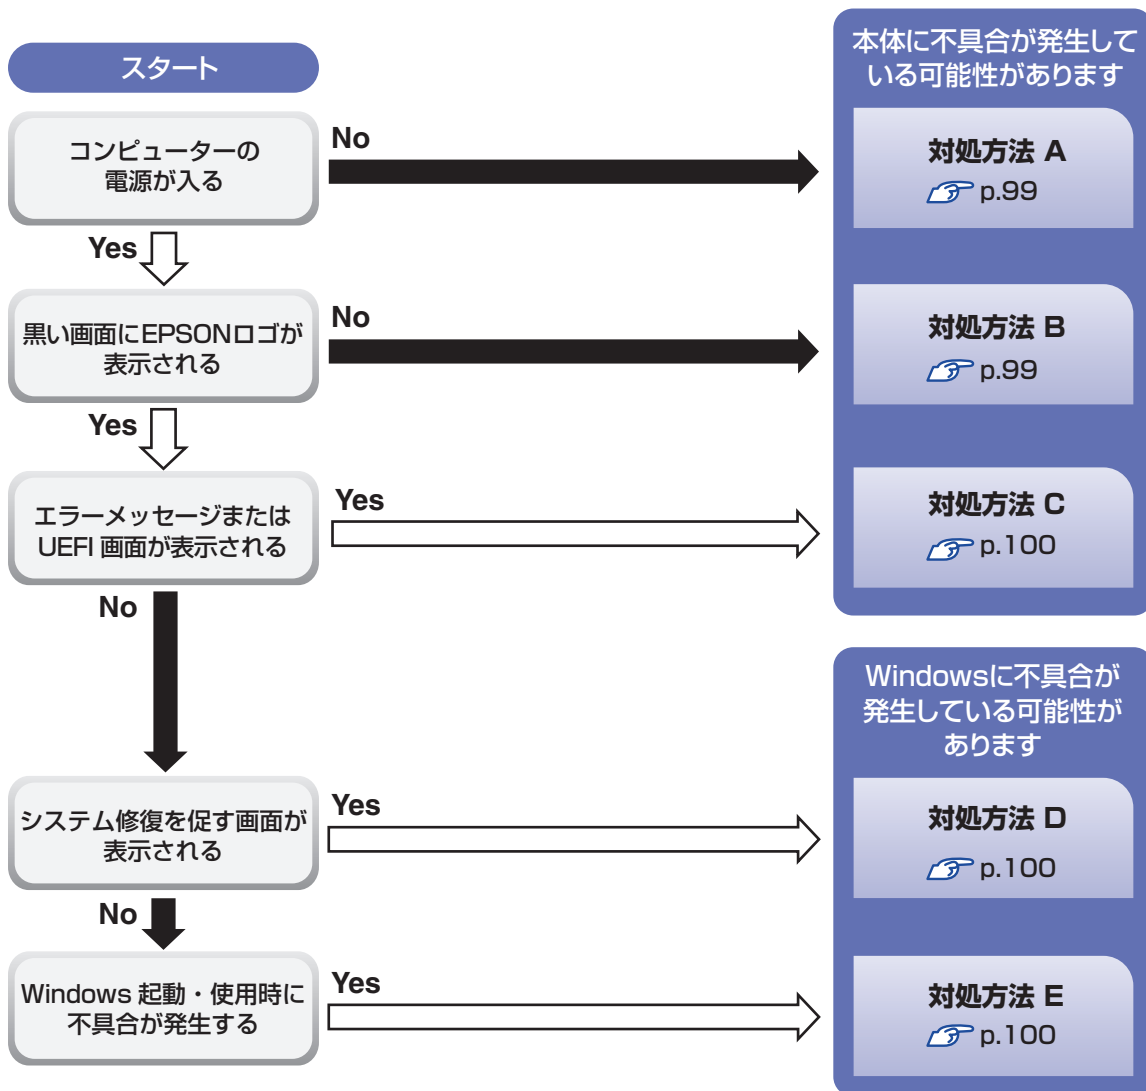 スタート
コンピューターの
電源が入る
No
Yes
黒い画面にEPSONロゴが
表示される
No
Yes
エラーメッセージまたは
UEFI 画面が表示される
Yes
No
システム修復を促す画面が
表示される
Yes
No
Windows 起動・使用時に
不具合が発生する
Yes
本体に不具合が発生して
いる可能性があります
対処方法 A
p.99
対処方法 B
p.99
対処方法 C
p.100
Windowsに不具合が
発生している可能性が
あります
対処方法 D
p.100
対処方法 E
p.100